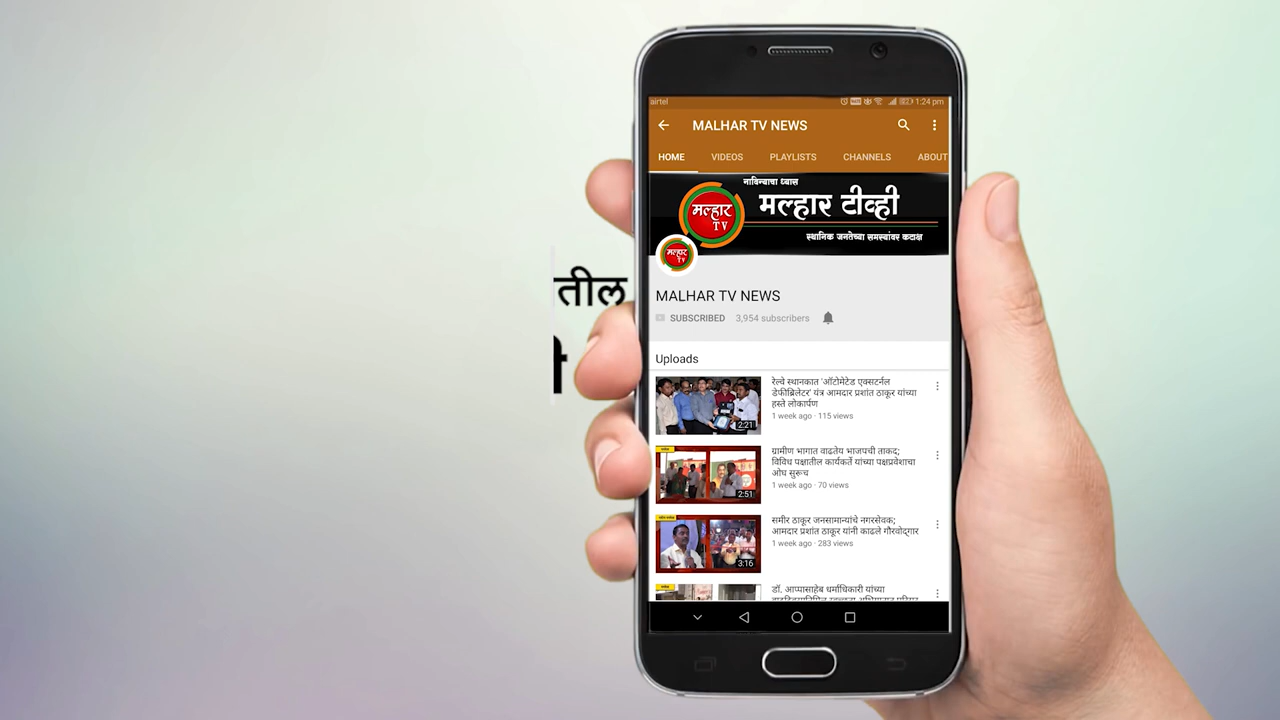 airtel
1:24 pm
MALHAR TV NEWS
HOME VIDEOS PLAYLISTS CHANNELS ABOUT
नाविन्याचा ध्यास
मल्हार टीव्ही
मल्हार
TV
स्थानिक जनतेच्या समस्यांवर कटाक्ष
मल्हार
TV
MALHAR TV NEWS
SUBSCRIBED 3,954 subscribers
तील
Uploads
रेल्वे स्थानकात 'ऑटोमेटेड एक्सटर्नल
डेफीब्रिलेटर' यंत्र आमदार प्रशांत ठाकूर यांच्या
हस्ते लोकार्पण
1 week ago · 115 views
2:21
ग्रामीण भागात वाढतेय भाजपची ताकद;
विविध पक्षातील कार्यकर्ते यांच्या पक्षप्रवेशाचा
ओघ सुरूच
1 week ago · 70 views
2:51
समीर ठाकूर जनसामान्यांचे नगरसेवक;
आमदार प्रशांत ठाकूर यांनी काढले गौरवोद्गार
1 week ago · 283 views
3:16
डॉ. आप्पासाहेब धर्माधिकारी यांच्या